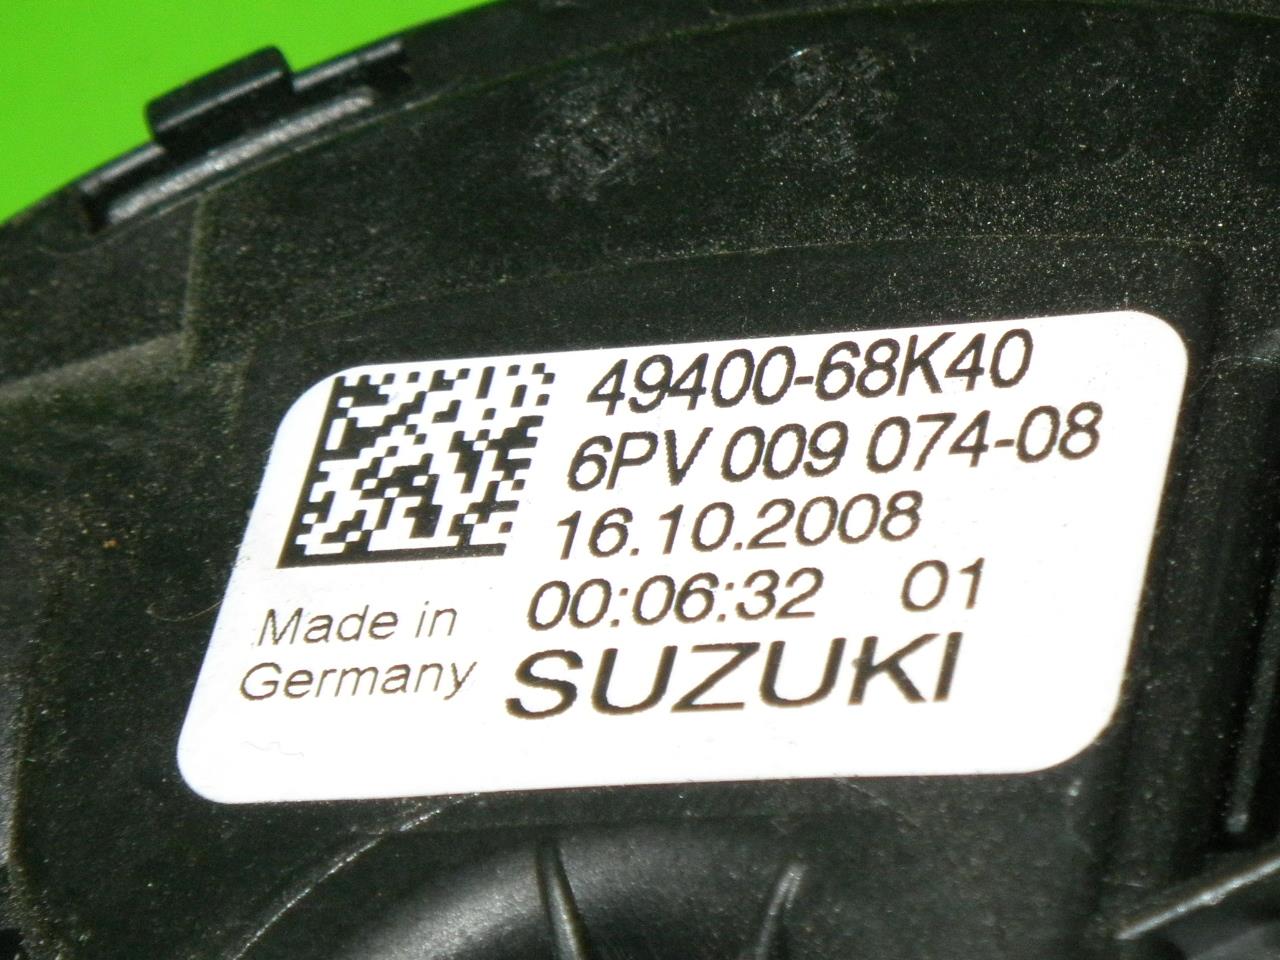 49400-68K40
6PV 009 074-08
16.10.2008
00:06:32 01
Made in
Germany
SUZUKI